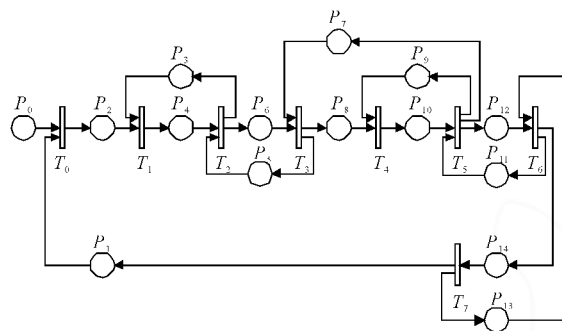 P₇
P₃ P₉
P₀ P₂ P₄ P₆ P₈ P₁₀ P₁₂
P₁₁
T₀ T₁ T₂ T₃ T₄ T₅ T₆
P₁ P₁₄
T₇ P₁₃